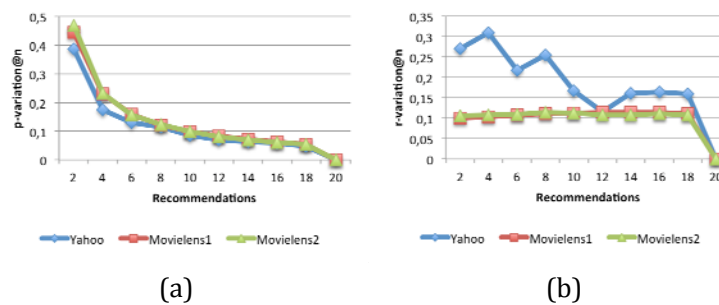 (a)
0,5
0,4
0,3
0,2
0,1
0
p-variation@n
2 4 6 8 10 12 14 16 18 20
Recommendations
Yahoo Movielens1 Movielens2
(b)
0,35
0,3
0,25
0,2
0,15
0,1
0,05
0
r-variation@n
2 4 6 8 10 12 14 16 18 20
Recommendations
Yahoo Movielens1 Movielens2
(a) (b)